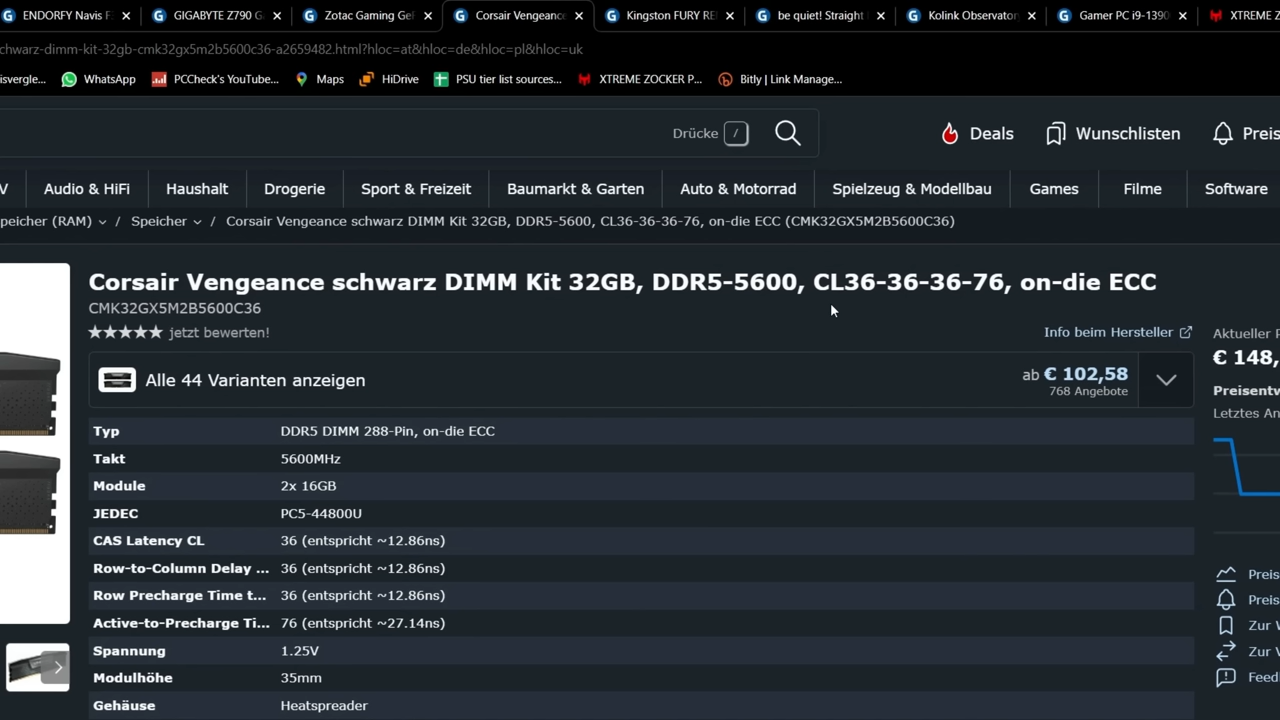 ENDORFY Navis F
GIGABYTE Z790 G
Zotac Gaming GeF
Corsair Vengeance
Kingston FURY RE
be quiet! Straight
Kolink Observator
Gamer PC i9-1390
XTREME Z
chwarz-dimm-kit-32gb-cmk32gx5m2b5600c36-a2659482.html?hloc=at&hloc=de&hloc=pl&hloc=uk
isvergle...
WhatsApp
PCCheck's YouTube...
Maps
HiDrive
PSU tier list sources...
XTREME ZOCKER P...
Bitly | Link Manage...
Drücke /
Deals
Wunschlisten
Preis
V
Audio & HiFi
Haushalt
Drogerie
Sport & Freizeit
Baumarkt & Garten
Auto & Motorrad
Spielzeug & Modellbau
Games
Filme
Software
peicher (RAM) / Speicher / Corsair Vengeance schwarz DIMM Kit 32GB, DDR5-5600, CL36-36-36-76, on-die ECC (CMK32GX5M2B5600C36)
Corsair Vengeance schwarz DIMM Kit 32GB, DDR5-5600, CL36-36-36-76, on-die ECC
CMK32GX5M2B5600C36
jetzt bewerten!
Info beim Hersteller
Alle 44 Varianten anzeigen
ab € 102,58
768 Angebote
Typ DDR5 DIMM 288-Pin, on-die ECC
Takt 5600MHz
Module 2x 16GB
JEDEC PC5-44800U
CAS Latency CL 36 (entspricht ~12.86ns)
Row-to-Column Delay ... 36 (entspricht ~12.86ns)
Row Precharge Time t... 36 (entspricht ~12.86ns)
Active-to-Precharge Ti... 76 (entspricht ~27.14ns)
Spannung 1.25V
Modulhöhe 35mm
Gehäuse Heatspreader
Aktueller P
€ 148,
Preisentw
Letztes An
Preis
Preis
Zur W
Zur V
Feed